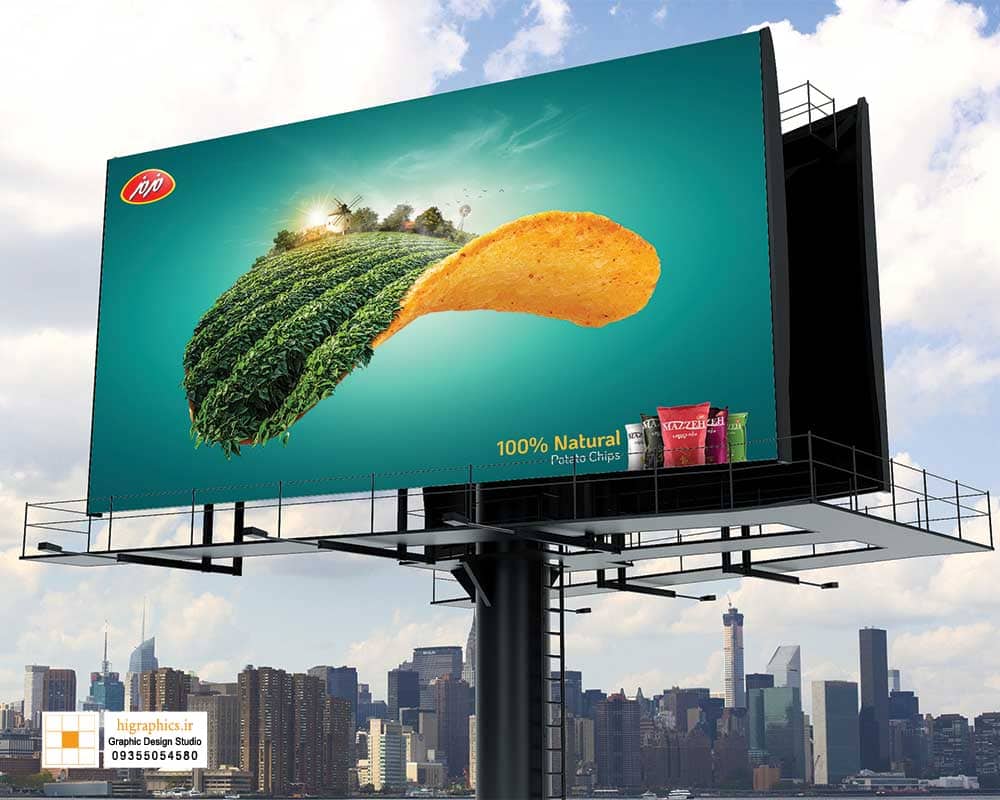 مزمز
100% Natural
Potato Chips
MAZZEH
higraphics.ir
Graphic Design Studio
09355054580